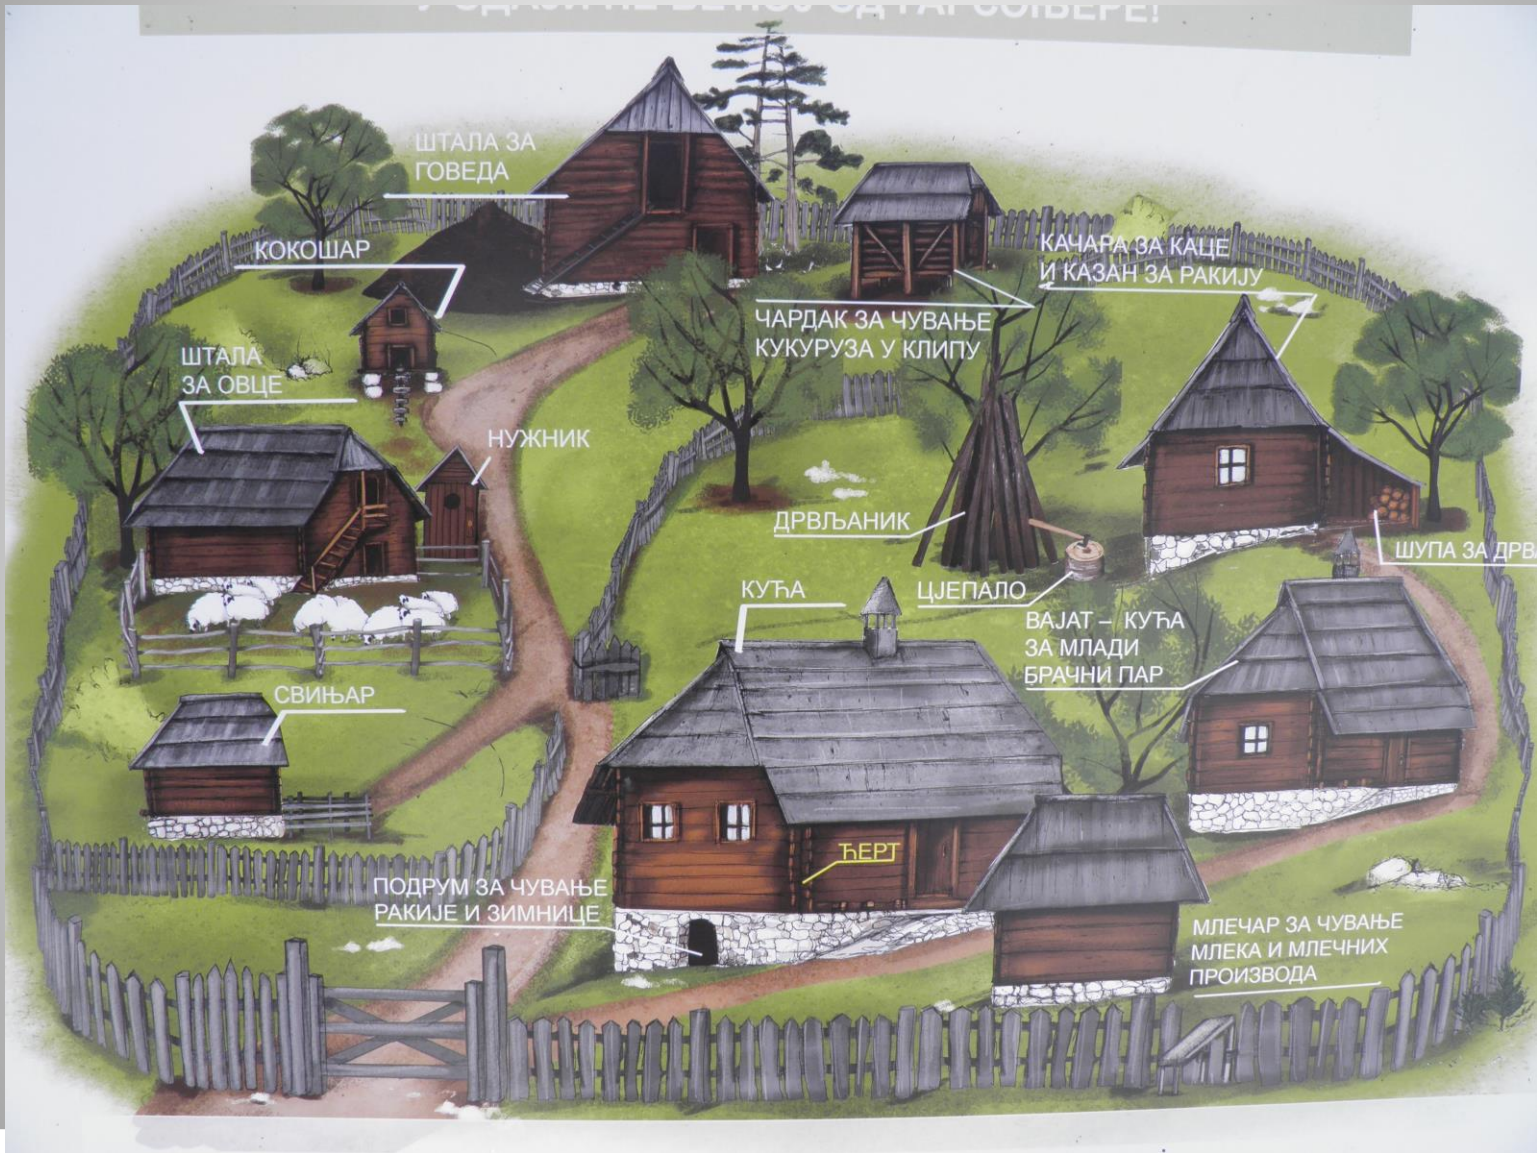 ШТАЛА ЗА
ГОВЕДА
КОКОШАР
КАЧАРА ЗА КАЦЕ
И КАЗАН ЗА РАКИЈУ
ЧАРДАК ЗА ЧУВАЊЕ
КУКУРУЗА У КЛИПУ
ШТАЛА
ЗА ОВЦЕ
НУЖНИК
ДРВЉАНИК
ШУПА ЗА ДРВ
КУЋА
ЦЈЕПАЛО
ВАЈАТ – КУЋА
ЗА МЛАДИ
БРАЧНИ ПАР
СВИЊАР
ЋЕРТ
ПОДРУМ ЗА ЧУВАЊЕ
РАКИЈЕ И ЗИМНИЦЕ
МЛЕЧАР ЗА ЧУВАЊЕ
МЛЕКА И МЛЕЧНИХ
ПРОИЗВОДА